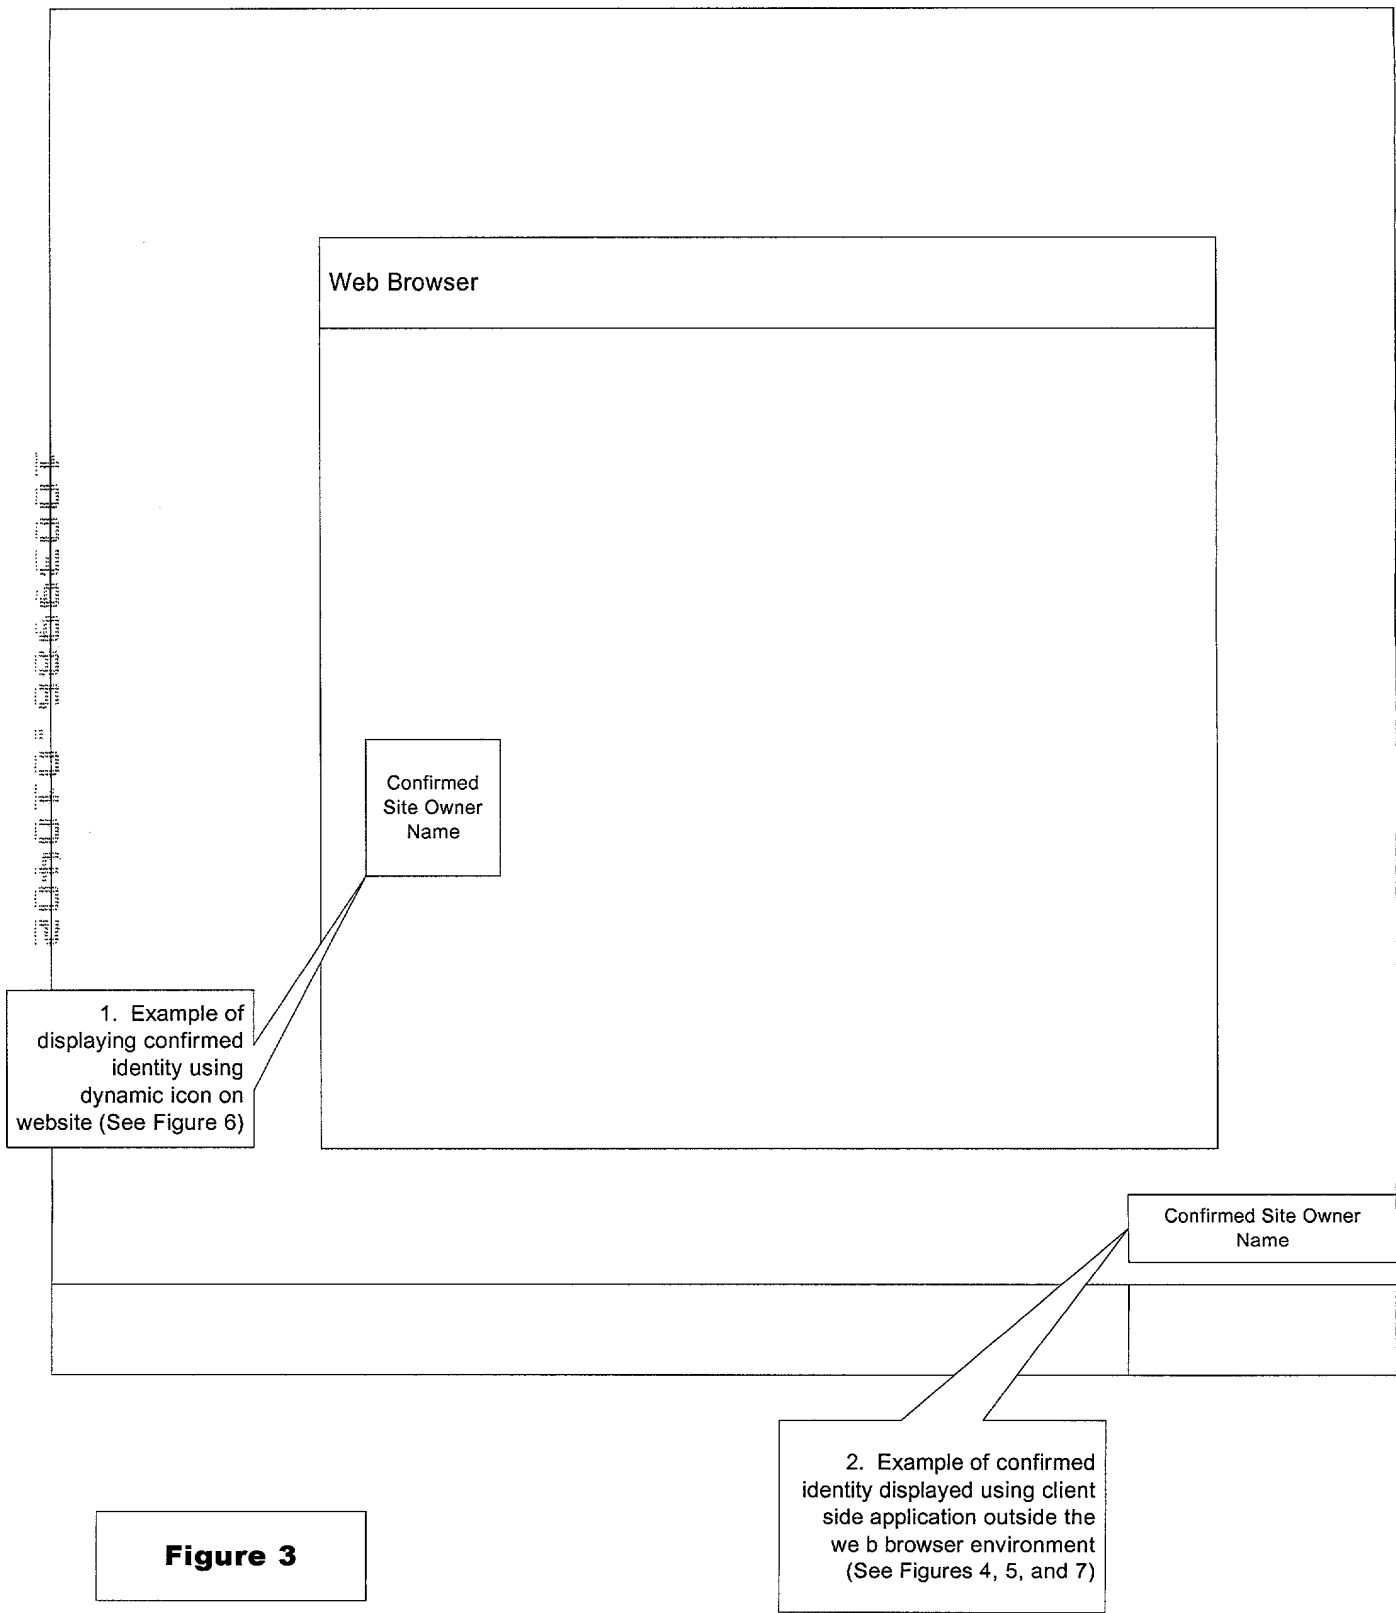 Web Browser
Confirmed
Site Owner
Name
1. Example of
displaying confirmed
identity using
dynamic icon on
website (See Figure 6)
Confirmed Site Owner
Name
2. Example of confirmed
identity displayed using client
side application outside the
we b browser environment
(See Figures 4, 5, and 7)
Figure 3